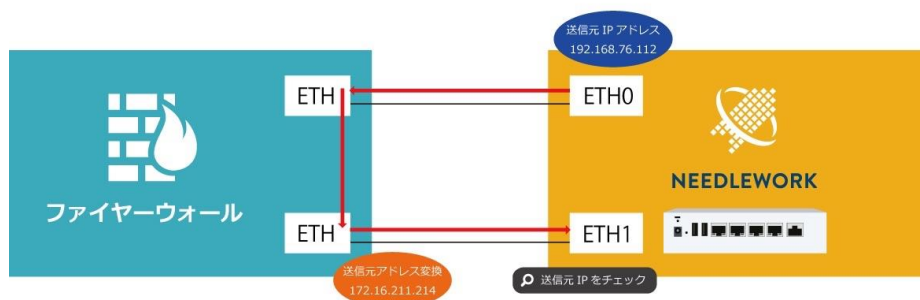 送信元 IP アドレス
192.168.76.112
ETH
ETH0
NEEDLEWORK
ファイヤーウォール
ETH
ETH1
送信元アドレス変換
172.16.211.214
送信元 IP をチェック